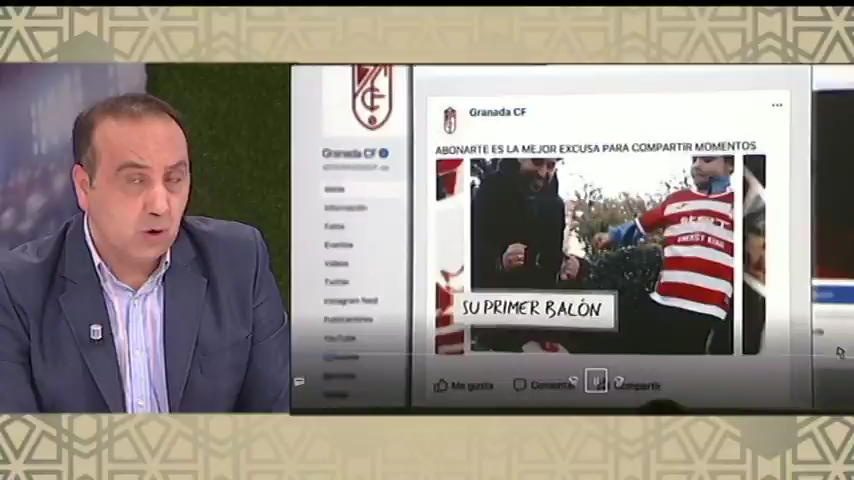 Granada CF
ABONARTE ES LA MEJOR EXCUSA PARA COMPARTIR MOMENTOS
SU PRIMER BALÓN
Granada CF
Inicio
Información
Fotos
Eventos
Vídeos
Twitter
Instagram feed
Publicaciones
YouTube
Me gusta
Comentar
Compartir